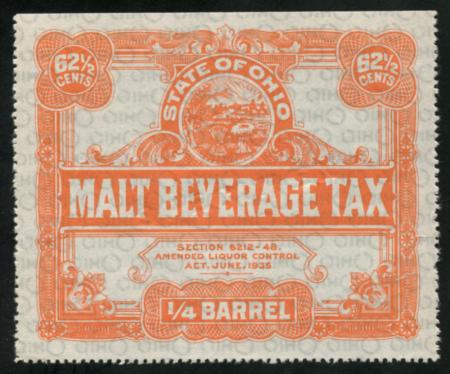 62½ CENTS
62½ CENTS
STATE OF OHIO
MALT BEVERAGE TAX
SECTION 6212-48,
AMENDED LIQUOR CONTROL
ACT, JUNE, 1935
1/4 BARREL
OHIO